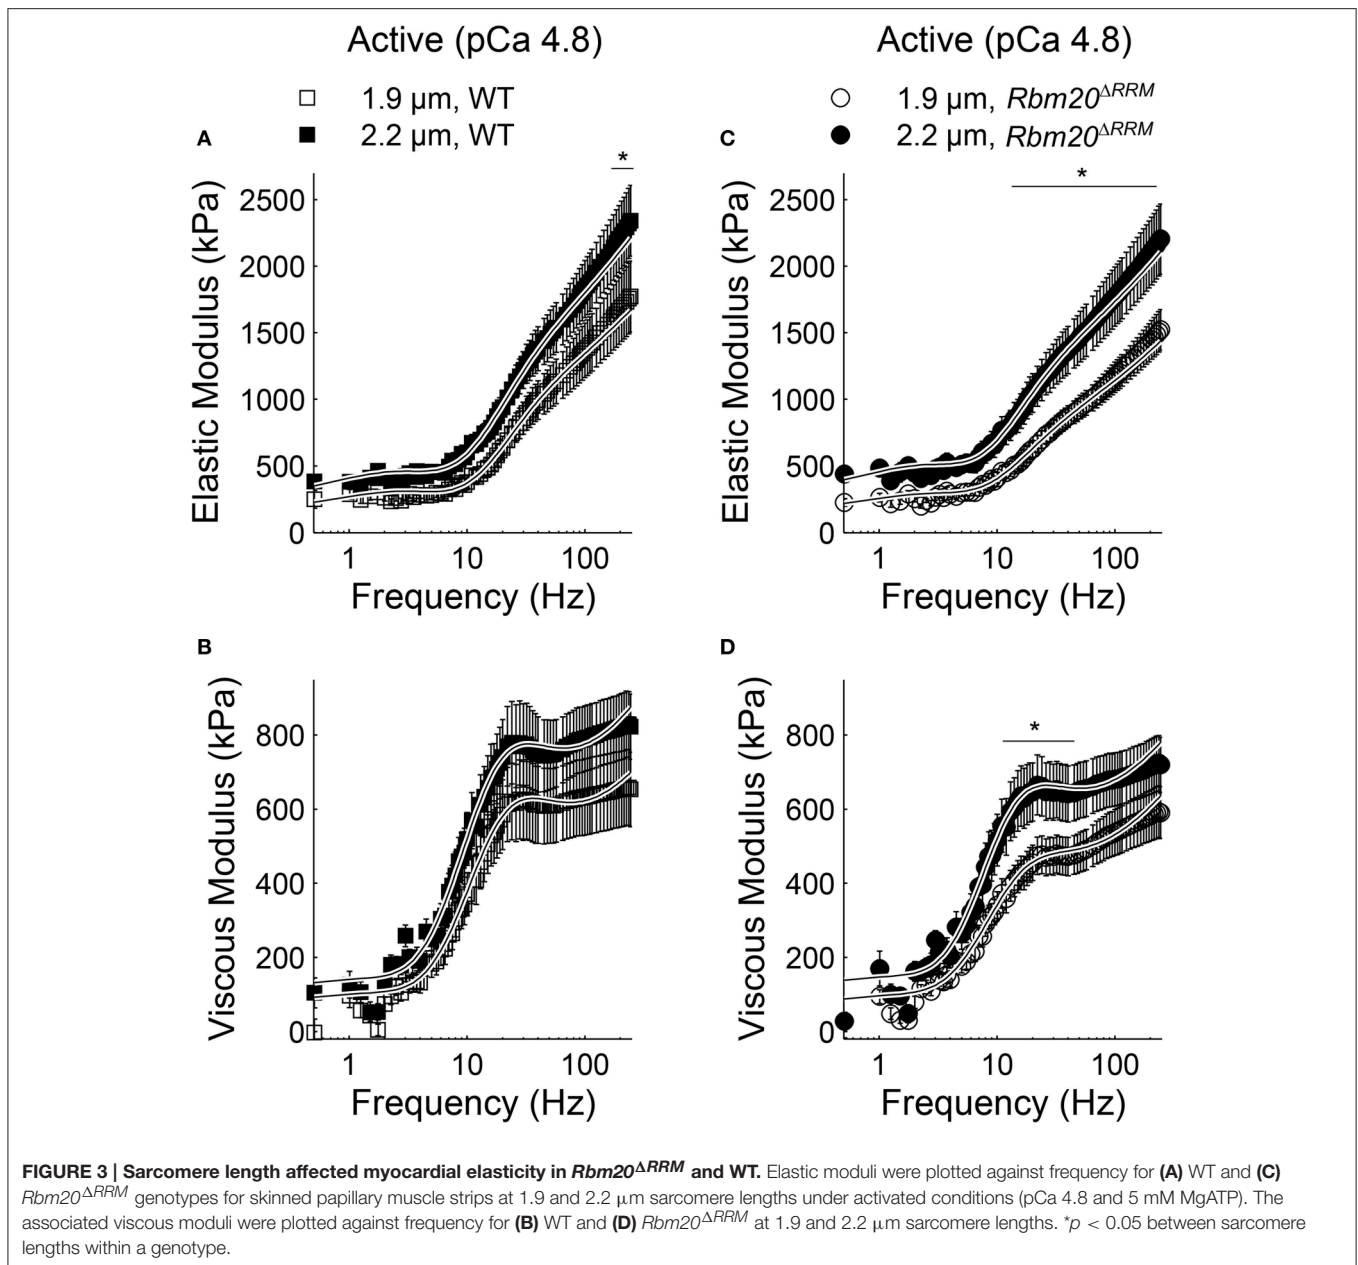 Active (pCa 4.8)
1.9 µm, WT
2.2 µm, WT
A
*
2500
2000
1500
1000
500
0
Elastic Modulus (kPa)
1 10 100
Frequency (Hz)
Active (pCa 4.8)
1.9 µm, Rbm20ΔRRM
2.2 µm, Rbm20ΔRRM
C
*
2500
2000
1500
1000
500
0
Elastic Modulus (kPa)
1 10 100
Frequency (Hz)
B
800
600
400
200
0
Viscous Modulus (kPa)
1 10 100
Frequency (Hz)
D
*
800
600
400
200
0
Viscous Modulus (kPa)
1 10 100
Frequency (Hz)
FIGURE 3 | Sarcomere length affected myocardial elasticity in Rbm20ΔRRM and WT. Elastic moduli were plotted against frequency for (A) WT and (C)
Rbm20ΔRRM genotypes for skinned papillary muscle strips at 1.9 and 2.2 µm sarcomere lengths under activated conditions (pCa 4.8 and 5 mM MgATP). The
associated viscous moduli were plotted against frequency for (B) WT and (D) Rbm20ΔRRM at 1.9 and 2.2 µm sarcomere lengths. *p < 0.05 between sarcomere
lengths within a genotype.